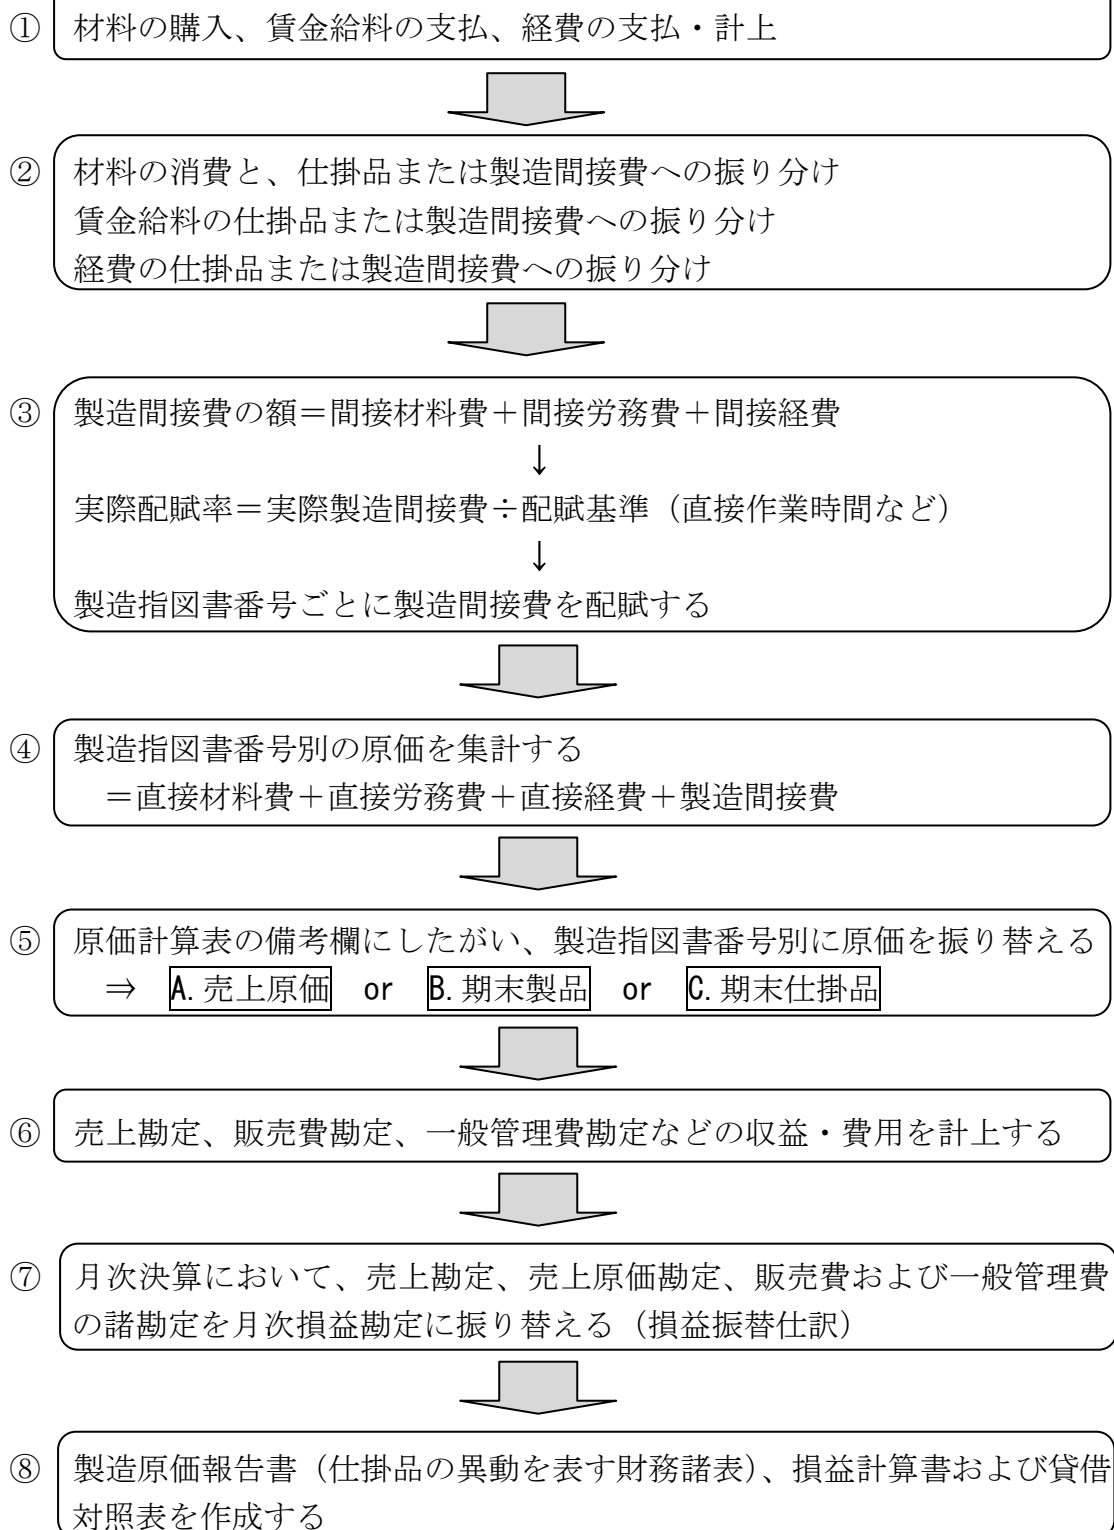 ① 材料の購入、賃金給料の支払、経費の支払・計上
② 材料の消費と、仕掛品または製造間接費への振り分け
賃金給料の仕掛品または製造間接費への振り分け
経費の仕掛品または製造間接費への振り分け
③ 製造間接費の額＝間接材料費＋間接労務費＋間接経費
↓
実際配賦率＝実際製造間接費÷配賦基準（直接作業時間など）
↓
製造指図書番号ごとに製造間接費を配賦する
④ 製造指図書番号別の原価を集計する
＝直接材料費＋直接労務費＋直接経費＋製造間接費
⑤ 原価計算表の備考欄にしたがい、製造指図書番号別に原価を振り替える
⇒ A.売上原価 or B.期末製品 or C.期末仕掛品
⑥ 売上勘定、販売費勘定、一般管理費勘定などの収益・費用を計上する
⑦ 月次決算において、売上勘定、売上原価勘定、販売費および一般管理費
の諸勘定を月次損益勘定に振り替える（損益振替仕訳）
⑧ 製造原価報告書（仕掛品の異動を表す財務諸表）、損益計算書および貸借
対照表を作成する